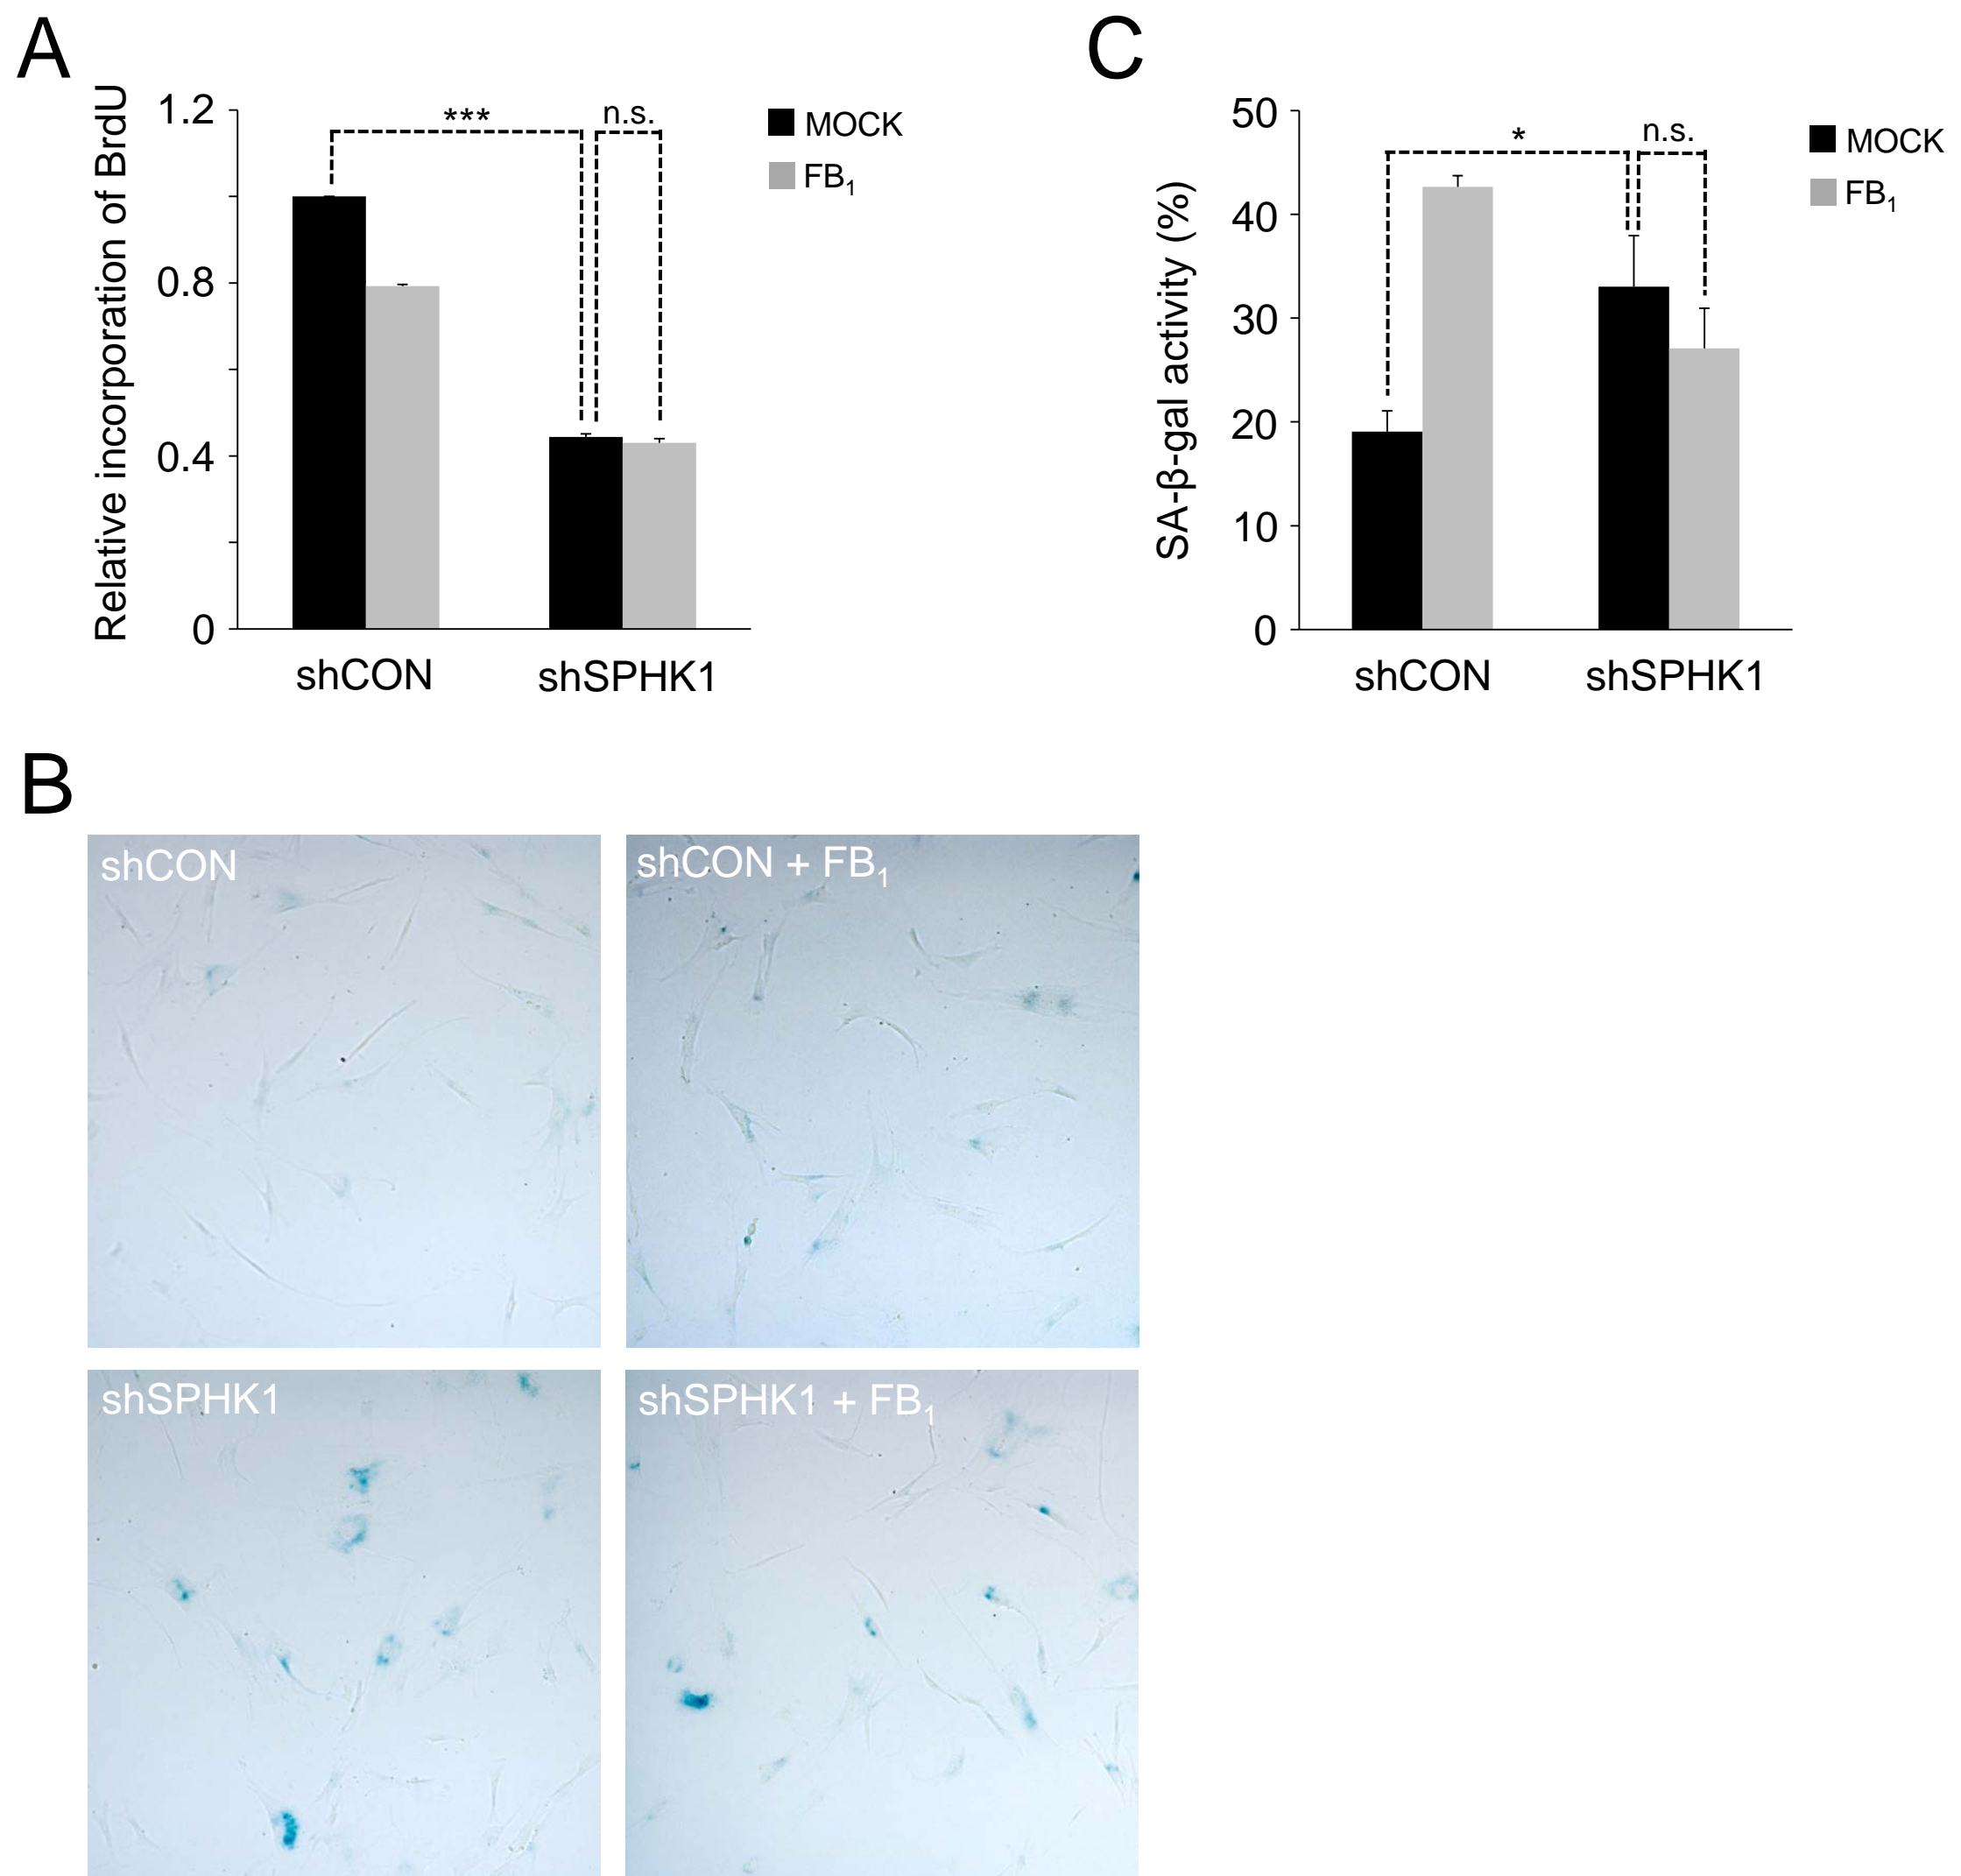 A
Relative incorporation of BrdU
1.2
0.8
0.4
0
***
n.s.
MOCK
FB₁
shCON
shSPHK1
C
SA-β-gal activity (%)
50
40
30
20
10
0
*
n.s.
MOCK
FB₁
shCON
shSPHK1
B
shCON
shCON + FB₁
shSPHK1
shSPHK1 + FB₁